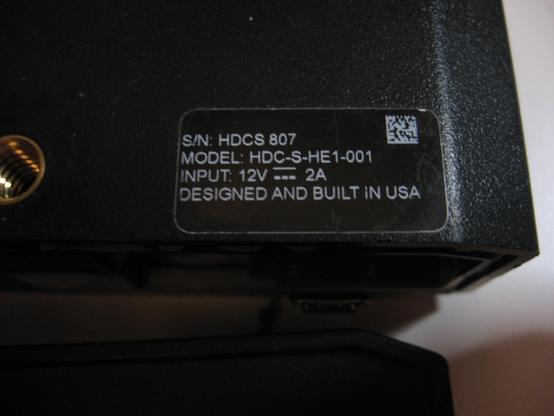 S/N: HDCS 807
MODEL: HDC-S-HE1-001
INPUT: 12V ⎓ 2A
DESIGNED AND BUILT iN USA